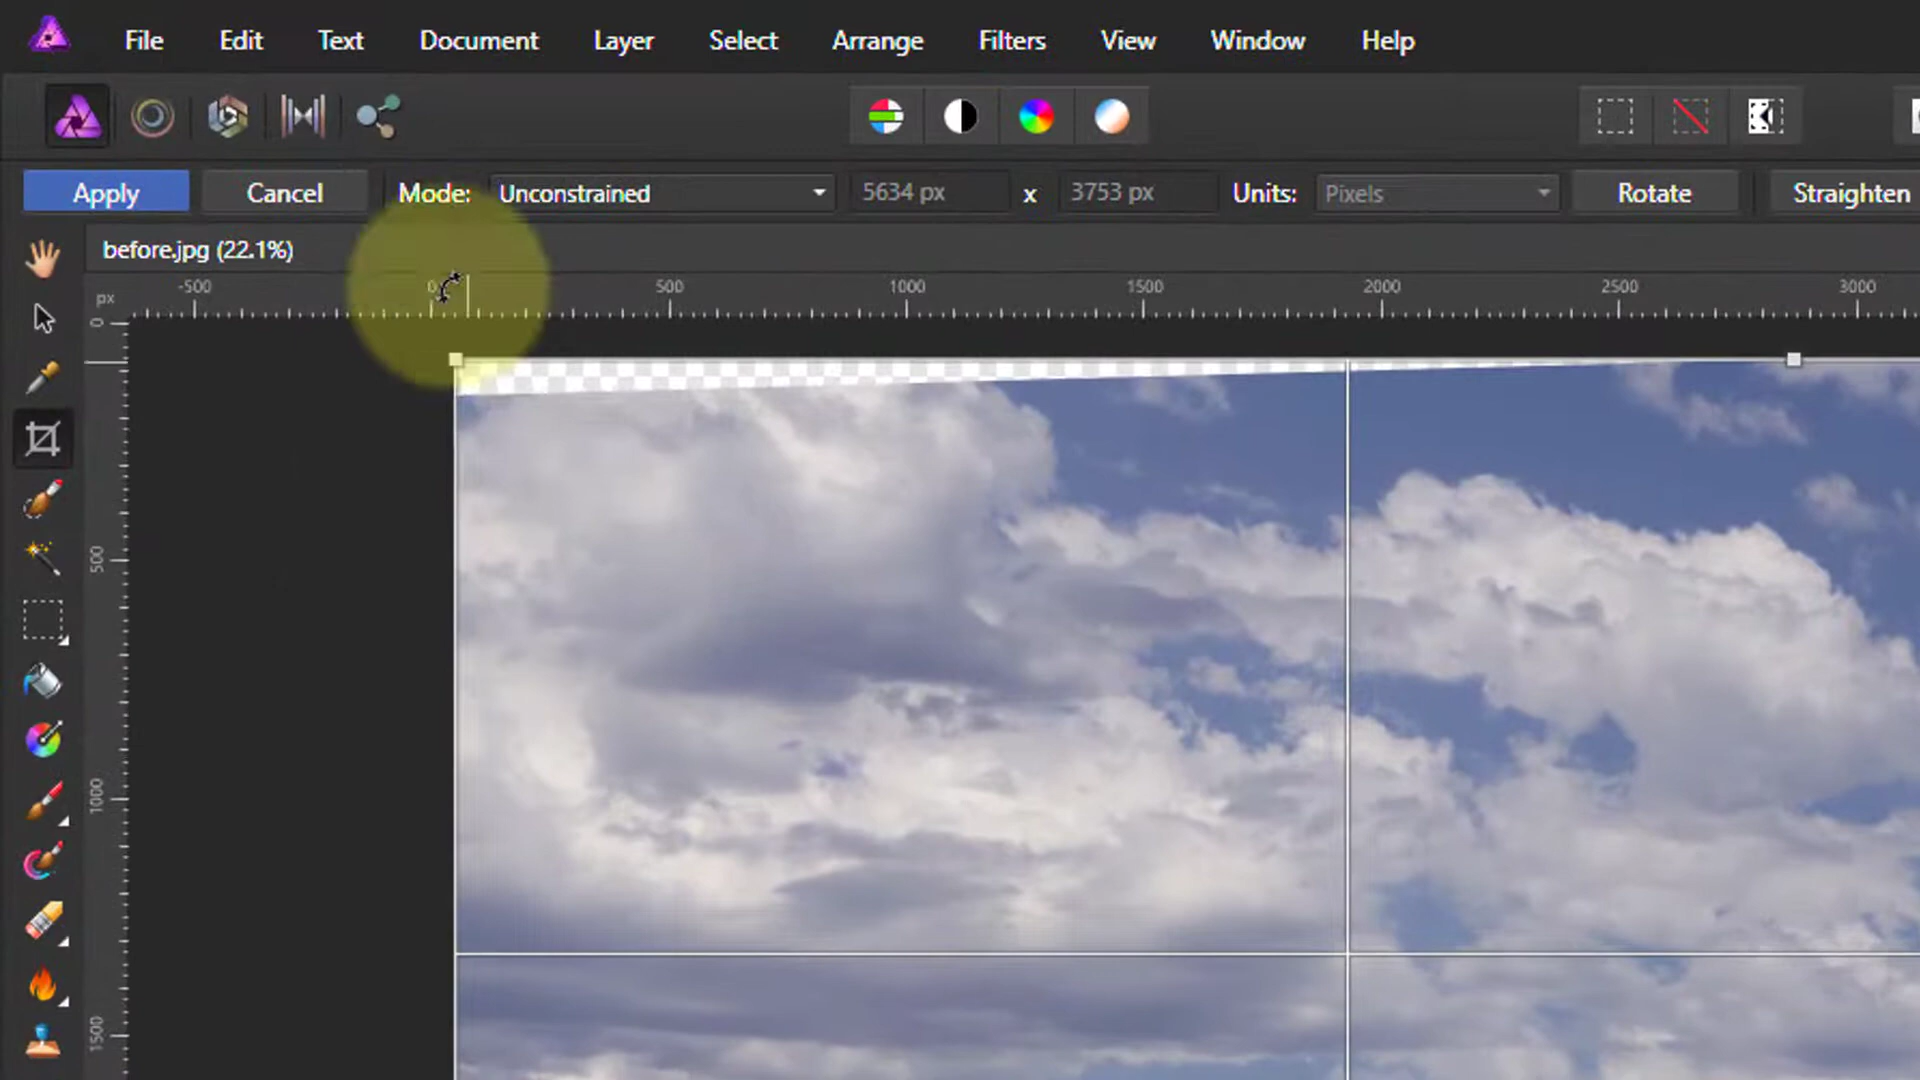 File Edit Text Document Layer Select Arrange Filters View Window Help
Apply Cancel Mode: Unconstrained 5634 px x 3753 px Units: Pixels Rotate Straighten
before.jpg (22.1%)
px -500 0 500 1000 1500 2000 2500 3000
0
500
1000
1500